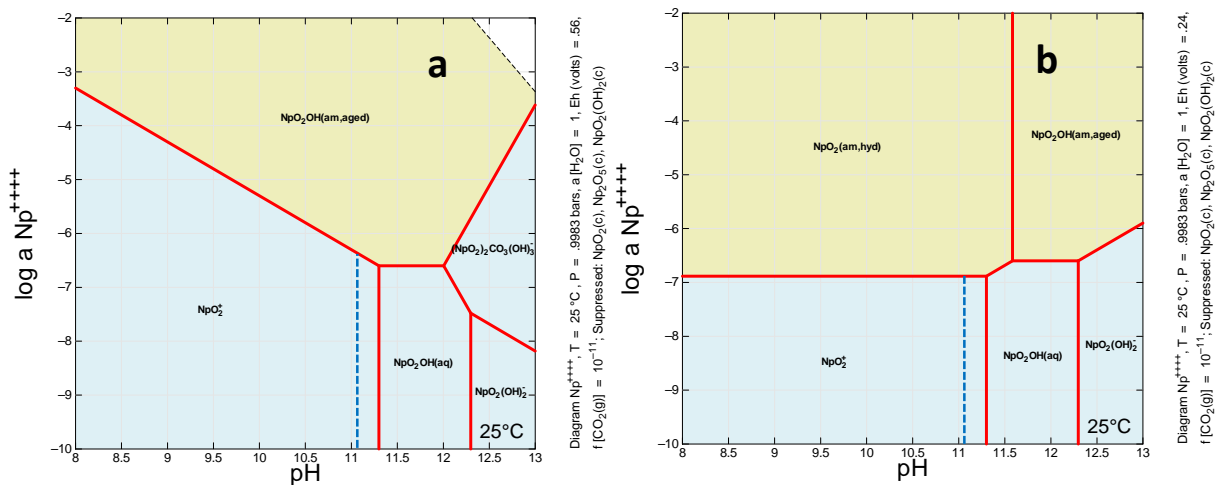 a
−2
−3
−4
−5
−6
−7
−8
−9
−10
8
8.5
9
9.5
10
10.5
11
11.5
12
12.5
13
pH
log a Np⁺⁺⁺⁺
NpO₂OH(am,aged)
(NpO₂)₂CO₃(OH)₃⁻
NpO₂⁺
NpO₂OH(aq)
NpO₂(OH)₂⁻
25°C
Diagram Np⁺⁺⁺⁺, T = 25 °C , P = .9983 bars, a [H₂O] = 1, Eh (volts) = .56,
f [CO₂(g)] = 10⁻¹¹; Suppressed: NpO₂(c), Np₂O₅(c), NpO₂(OH)₂(c)
b
−2
−3
−4
−5
−6
−7
−8
−9
−10
8
8.5
9
9.5
10
10.5
11
11.5
12
12.5
13
pH
log a Np⁺⁺⁺⁺
NpO₂(am,hyd)
NpO₂OH(am,aged)
NpO₂⁺
NpO₂OH(aq)
NpO₂(OH)₂⁻
25°C
Diagram Np⁺⁺⁺⁺, T = 25 °C , P = .9983 bars, a [H₂O] = 1, Eh (volts) = .24,
f [CO₂(g)] = 10⁻¹¹; Suppressed: NpO₂(c), Np₂O₅(c), NpO₂(OH)₂(c)